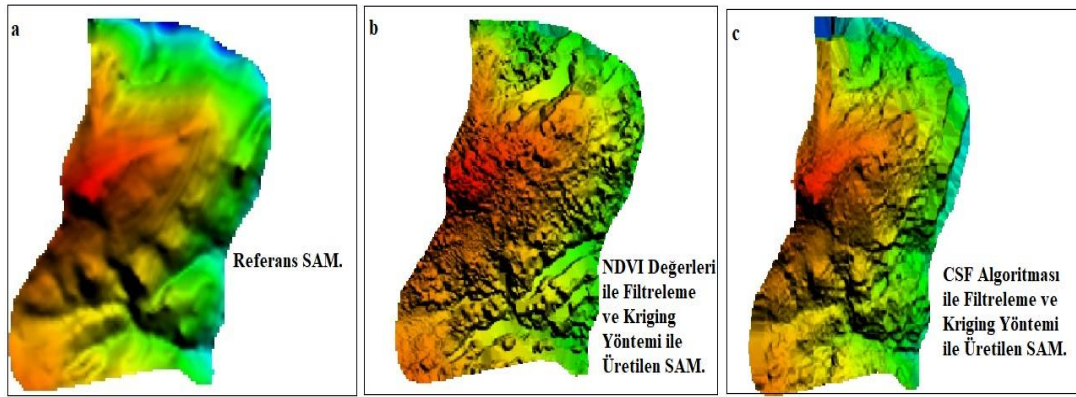 a
Referans SAM.
b
NDVI Değerleri
ile Filtreleme
ve Kriging
Yöntemi ile
Üretilen SAM.
c
CSF Algoritması
ile Filtreleme ve
Kriging Yöntemi
ile Üretilen SAM.